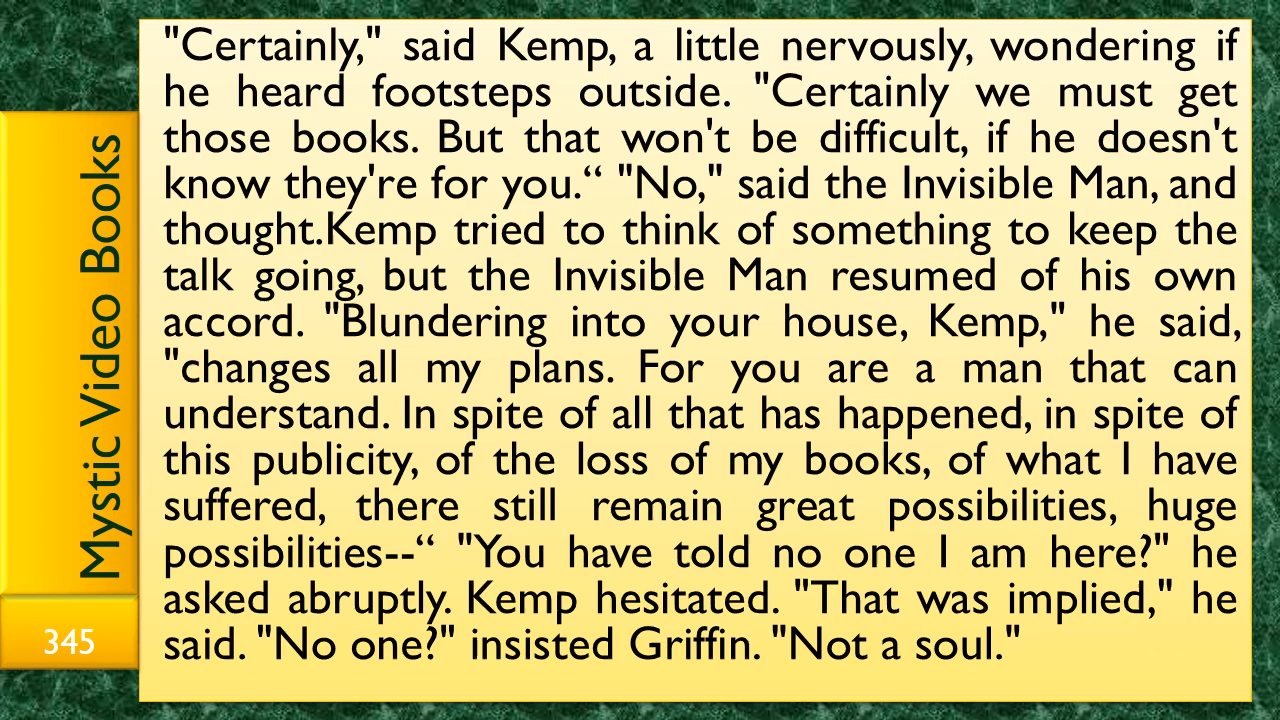 "Certainly," said Kemp, a little nervously, wondering if
he heard footsteps outside. "Certainly we must get
those books. But that won't be difficult, if he doesn't
know they're for you.“ "No," said the Invisible Man, and
thought.Kemp tried to think of something to keep the
talk going, but the Invisible Man resumed of his own
accord. "Blundering into your house, Kemp," he said,
"changes all my plans. For you are a man that can
understand. In spite of all that has happened, in spite of
this publicity, of the loss of my books, of what I have
suffered, there still remain great possibilities, huge
possibilities--“ "You have told no one I am here?" he
asked abruptly. Kemp hesitated. "That was implied," he
said. "No one?" insisted Griffin. "Not a soul."
Mystic Video Books
345